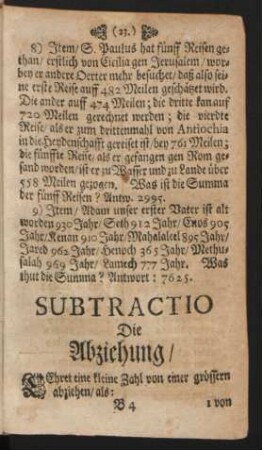 (23.)
8) Item/ S. Paulus hat fünff Reisen ge-
than/ erstlich von Cicilia gen Jerusalem/ wor-
bey er andere Oerter mehr besuchet/ daß also sei-
ne erste Reise auff 482 Meilen geschätzet wird.
Die ander auff 474 Meilen; die dritte kan auf
720 Meilen gerechnet werden; die vierdte
Reise/ als er zum drittenmahl von Antiochia
in die Heydenschafft gereiset ist/ bey 761 Meilen;
die fünffte Reise/ als er gefangen gen Rom ge-
sand worden/ ist er zu Wasser und zu Lande über
558 Meilen gezogen. Was ist die Summa
der fünff Reisen? Antw. 2995.
9) Item/ Adam unser erster Vater ist alt
worden 930 Jahr/ Seth 912 Jahr/ Enos 905
Jahr/ Kenan 910 Jahr/ Mahalaleel 895 Jahr/
Jared 962 Jahr/ Henoch 365 Jahr/ Methu-
salah 969 Jahr/ Lamech 777 Jahr. Was
thut die Summa? Antwort: 7625.
SUBTRACTIO
Die
Abziehung/
LEhret eine kleine Zahl von einer grössern
abziehen/ als:
B 4 1 von